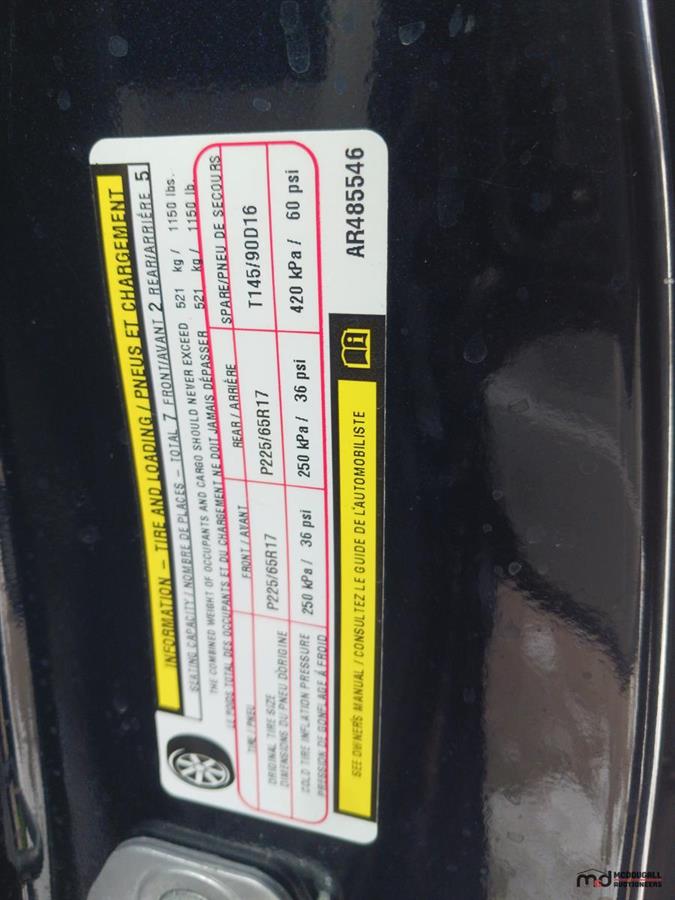 INFORMATION – TIRE AND LOADING / PNEUS ET CHARGEMENT
SEATING CAPACITY / NOMBRE DE PLACES – TOTAL 7 FRONT/AVANT 2 REAR/ARRIÈRE 5
THE COMBINED WEIGHT OF OCCUPANTS AND CARGO SHOULD NEVER EXCEED 521 kg / 1150 lbs.
LE POIDS TOTAL DES OCCUPANTS ET DU CHARGEMENT NE DOIT JAMAIS DÉPASSER 521 kg / 1150 lb.
TIRE / PNEU FRONT / AVANT REAR / ARRIÈRE SPARE/PNEU DE SECOURS
ORIGINAL TIRE SIZE
DIMENSIONS DU PNEU D'ORIGINE P225/65R17 P225/65R17 T145/90D16
COLD TIRE INFLATION PRESSURE
PRESSION DE GONFLAGE À FROID 250 kPa / 36 psi 250 kPa / 36 psi 420 kPa / 60 psi
SEE OWNER'S MANUAL / CONSULTEZ LE GUIDE DE L'AUTOMOBILISTE
AR485546
md MCDOUGALL
AUCTIONEERS